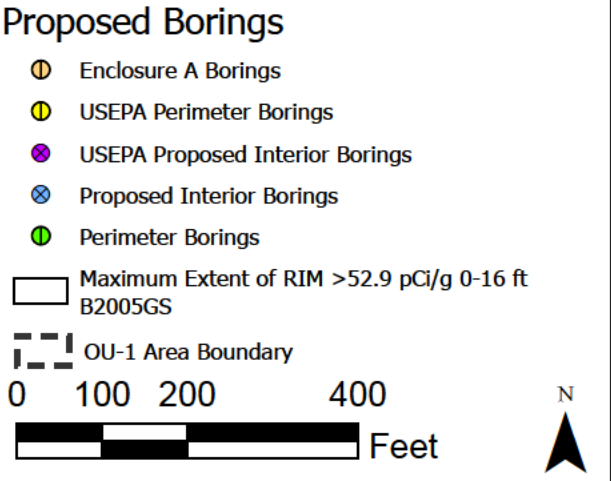 Proposed Borings
Enclosure A Borings
USEPA Perimeter Borings
USEPA Proposed Interior Borings
Proposed Interior Borings
Perimeter Borings
Maximum Extent of RIM >52.9 pCi/g 0-16 ft
B2005GS
OU-1 Area Boundary
0 100 200 400
N
Feet